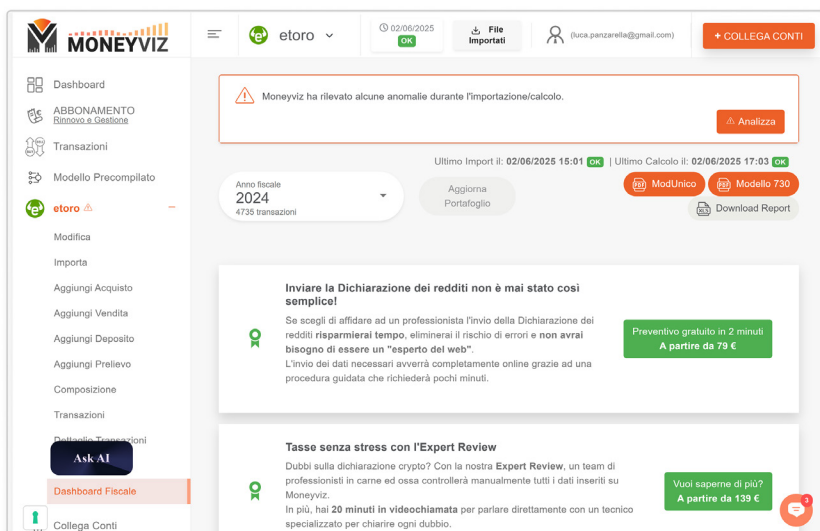 MONEYVIZ
etoro
02/06/2025
OK
File
Importati
(luca.panzarella@gmail.com)
+ COLLEGA CONTI
Dashboard
ABBONAMENTO
Rinnovo e Gestione
Transazioni
Modello Precompilato
etoro
Modifica
Importa
Aggiungi Acquisto
Aggiungi Vendita
Aggiungi Deposito
Aggiungi Prelievo
Composizione
Transazioni
Dettaglio Transazioni
Ask AI
Dashboard Fiscale
Collega Conti
Moneyviz ha rilevato alcune anomalie durante l'importazione/calcolo.
Analizza
Ultimo Import il: 02/06/2025 15:01 OK | Ultimo Calcolo il: 02/06/2025 17:03 OK
Anno fiscale
2024
4735 transazioni
Aggiorna
Portafoglio
PDF ModUnico
PDF Modello 730
XLS Download Report
Inviare la Dichiarazione dei redditi non è mai stato così
semplice!
Se scegli di affidare ad un professionista l'invio della Dichiarazione dei
redditi risparmierai tempo, eliminerai il rischio di errori e non avrai
bisogno di essere un "esperto del web".
L'invio dei dati necessari avverrà completamente online grazie ad una
procedura guidata che richiederà pochi minuti.
Preventivo gratuito in 2 minuti
A partire da 79 €
Tasse senza stress con l'Expert Review
Dubbi sulla dichiarazione crypto? Con la nostra Expert Review, un team di
professionisti in carne ed ossa controllerà manualmente tutti i dati inseriti su
Moneyviz.
In più, hai 20 minuti in videochiamata per parlare direttamente con un tecnico
specializzato per chiarire ogni dubbio.
Vuoi saperne di più?
A partire da 139 €
3